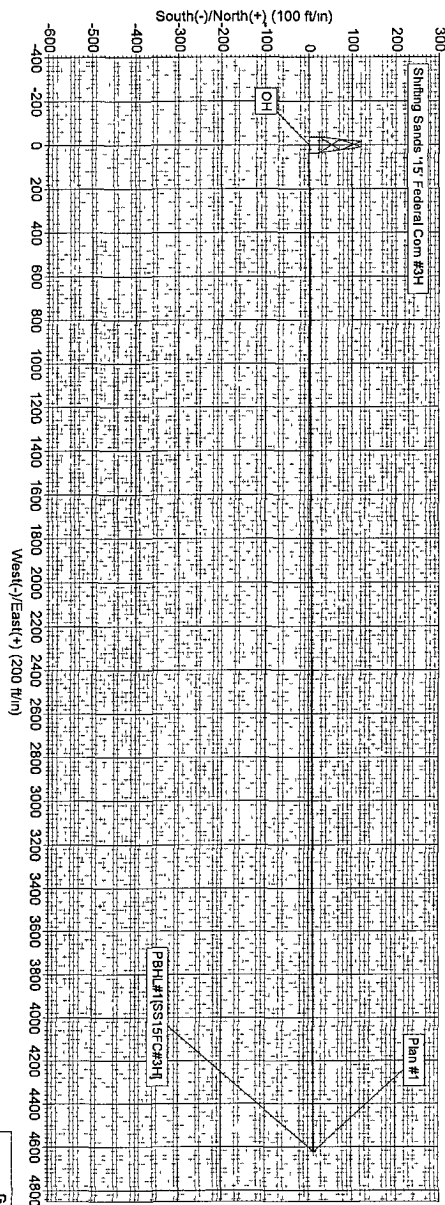 South(-)/North(+) (100 ft/in)
-600 -500 -400 -300 -200 -100 0 100 200 300
Shifting Sands '15' Federal Com #3H
OH
Plan #1
PBHL#1[SS15FC#3H]
-400 -200 0 200 400 600 800 1000 1200 1400 1600 1800 2000 2200 2400 2600 2800 3000 3200 3400 3600 3800 4000 4200 4400 4600 4800
West(-)/East(+) (200 ft/in)